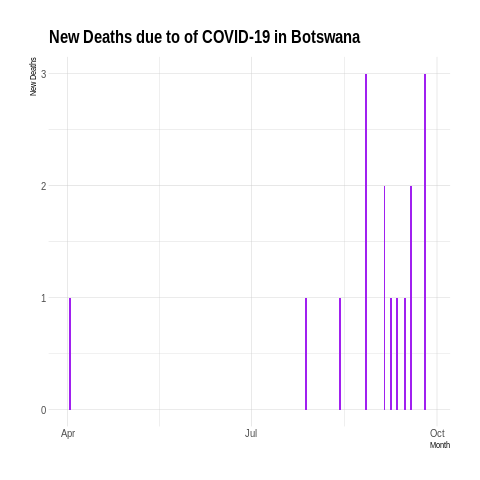 New Deaths due to of COVID-19 in Botswana
New Deaths
3
2
1
0
Apr
Jul
Oct
Month